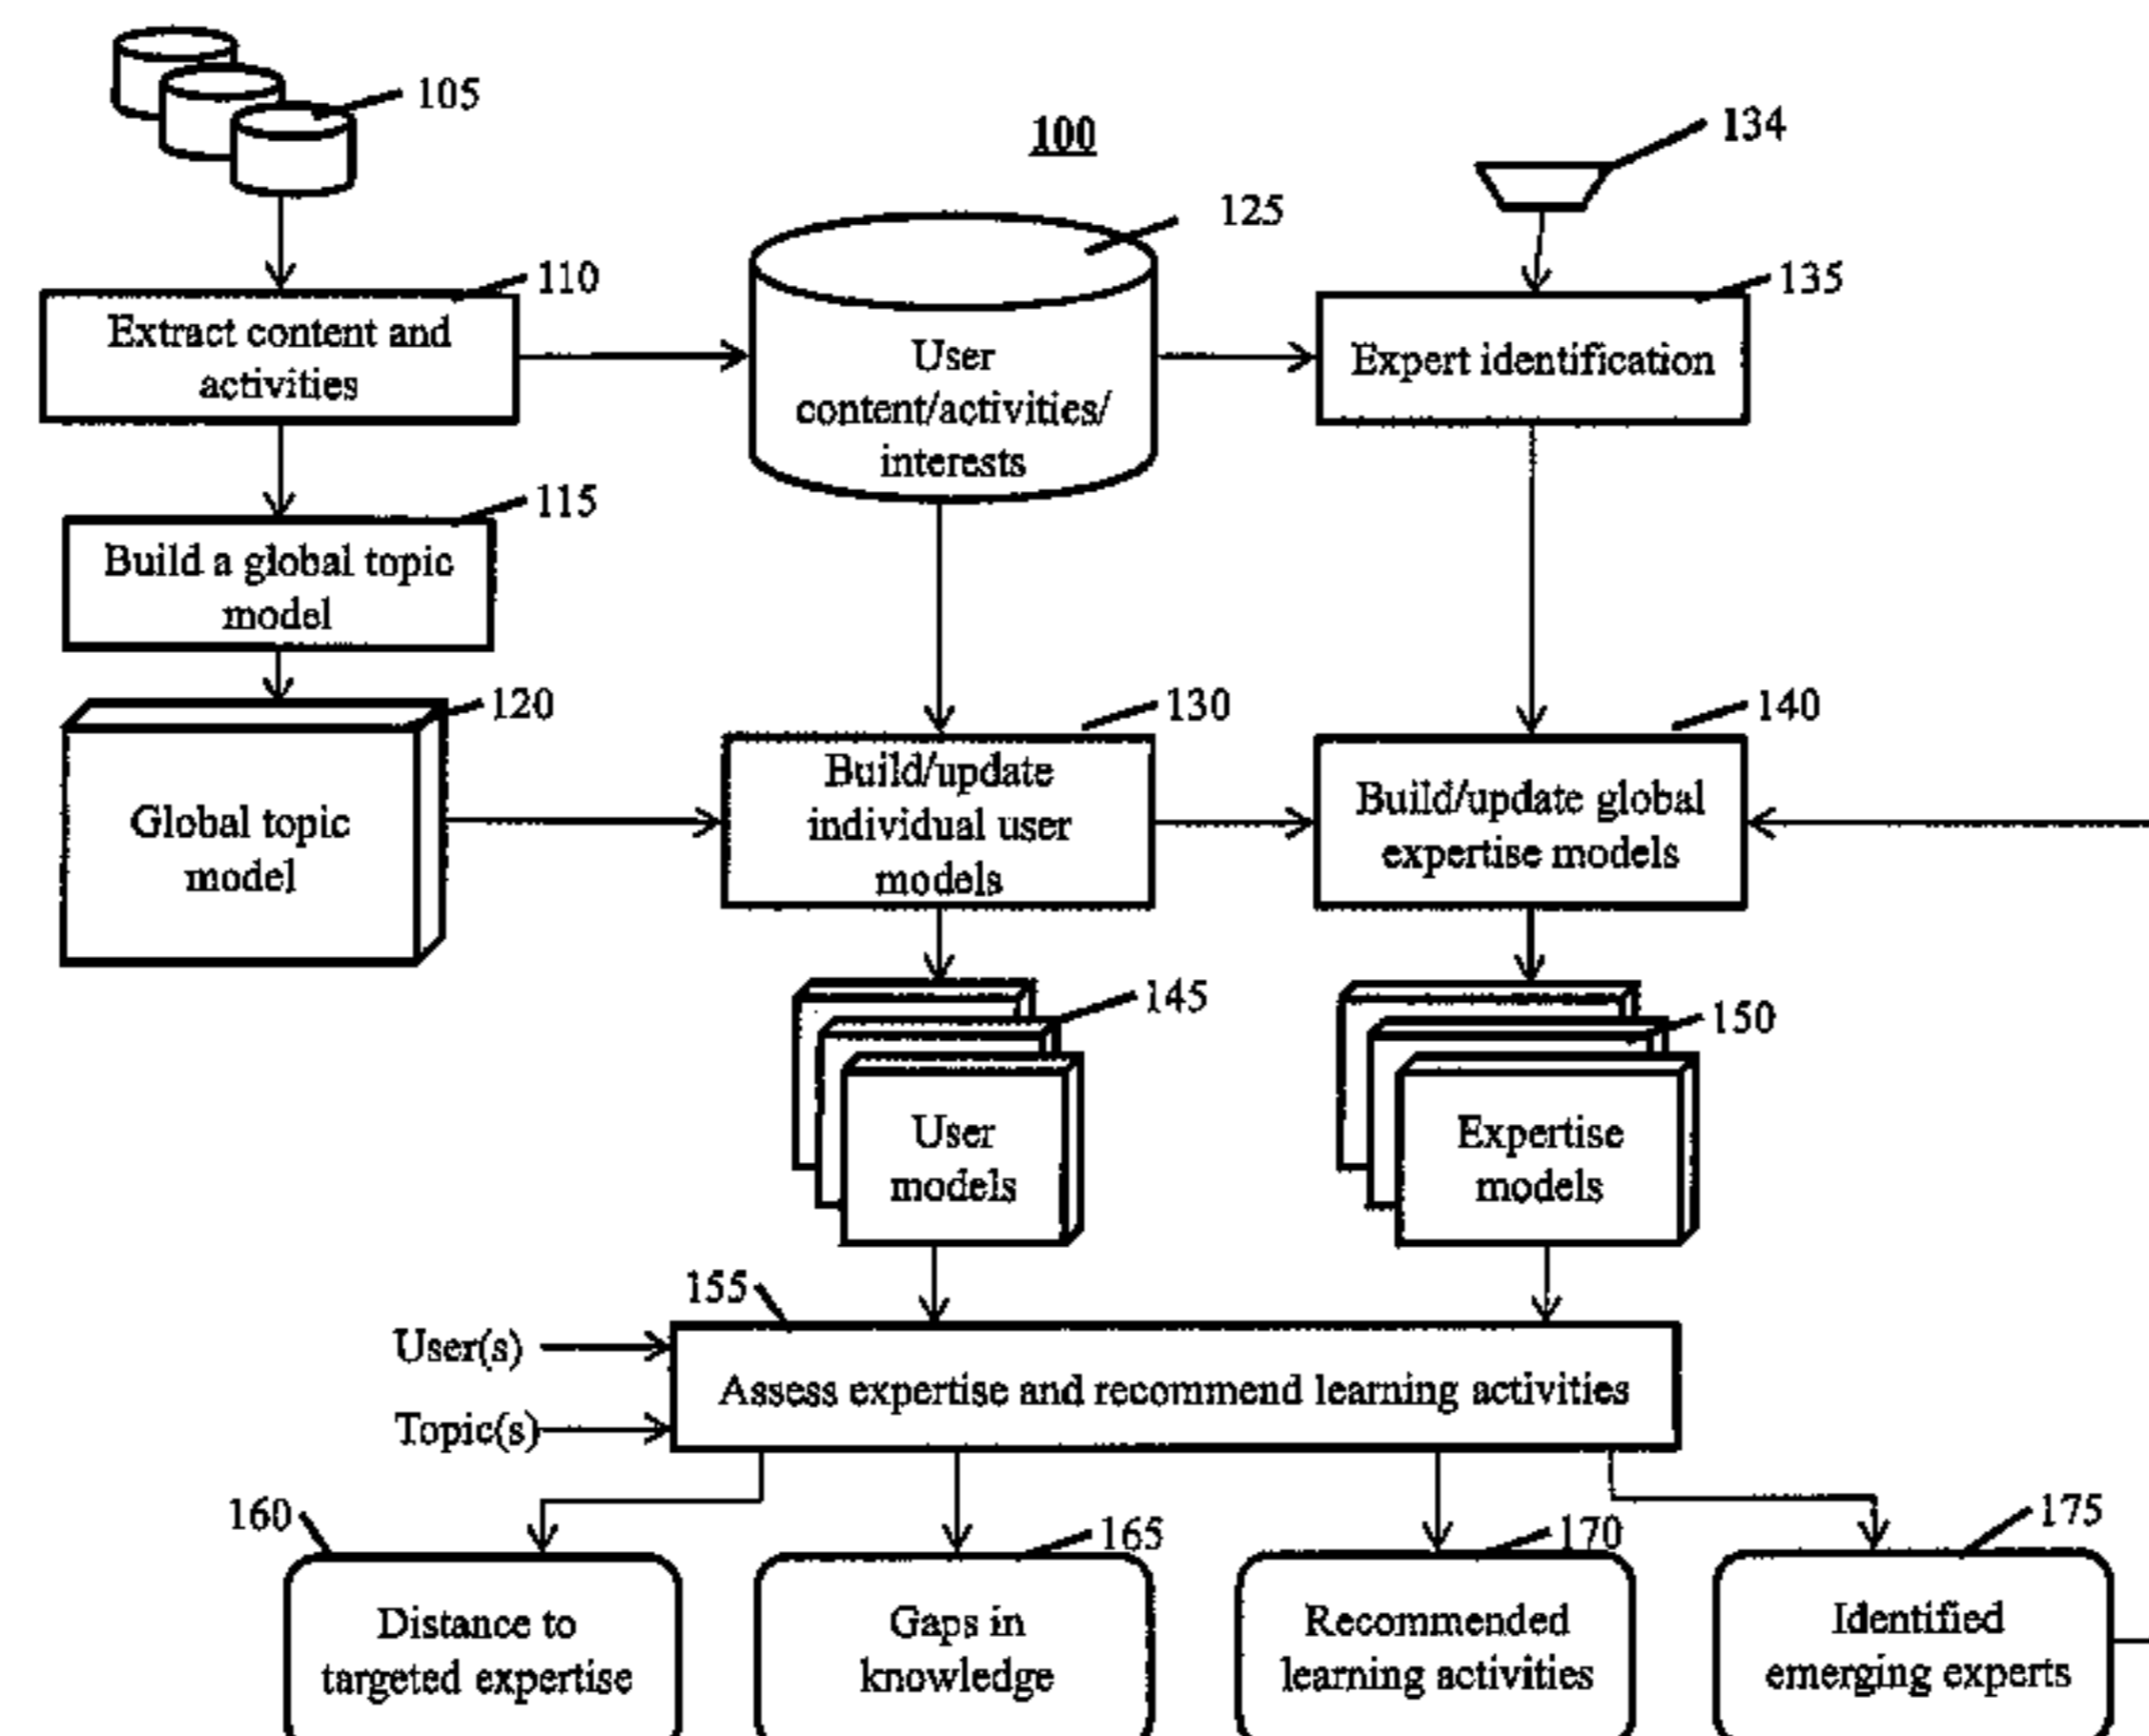 105
100
134
125
110
135
Extract content and
activities
User
content/activities/
interests
Expert identification
115
Build a global topic
model
120
130
140
Global topic
model
Build/update
individual user
models
Build/update global
expertise models
145
150
User
models
Expertise
models
155
User(s)
Topic(s)
Assess expertise and recommend learning activities
160
165
170
175
Distance to
targeted expertise
Gaps in
knowledge
Recommended
learning activities
Identified
emerging experts